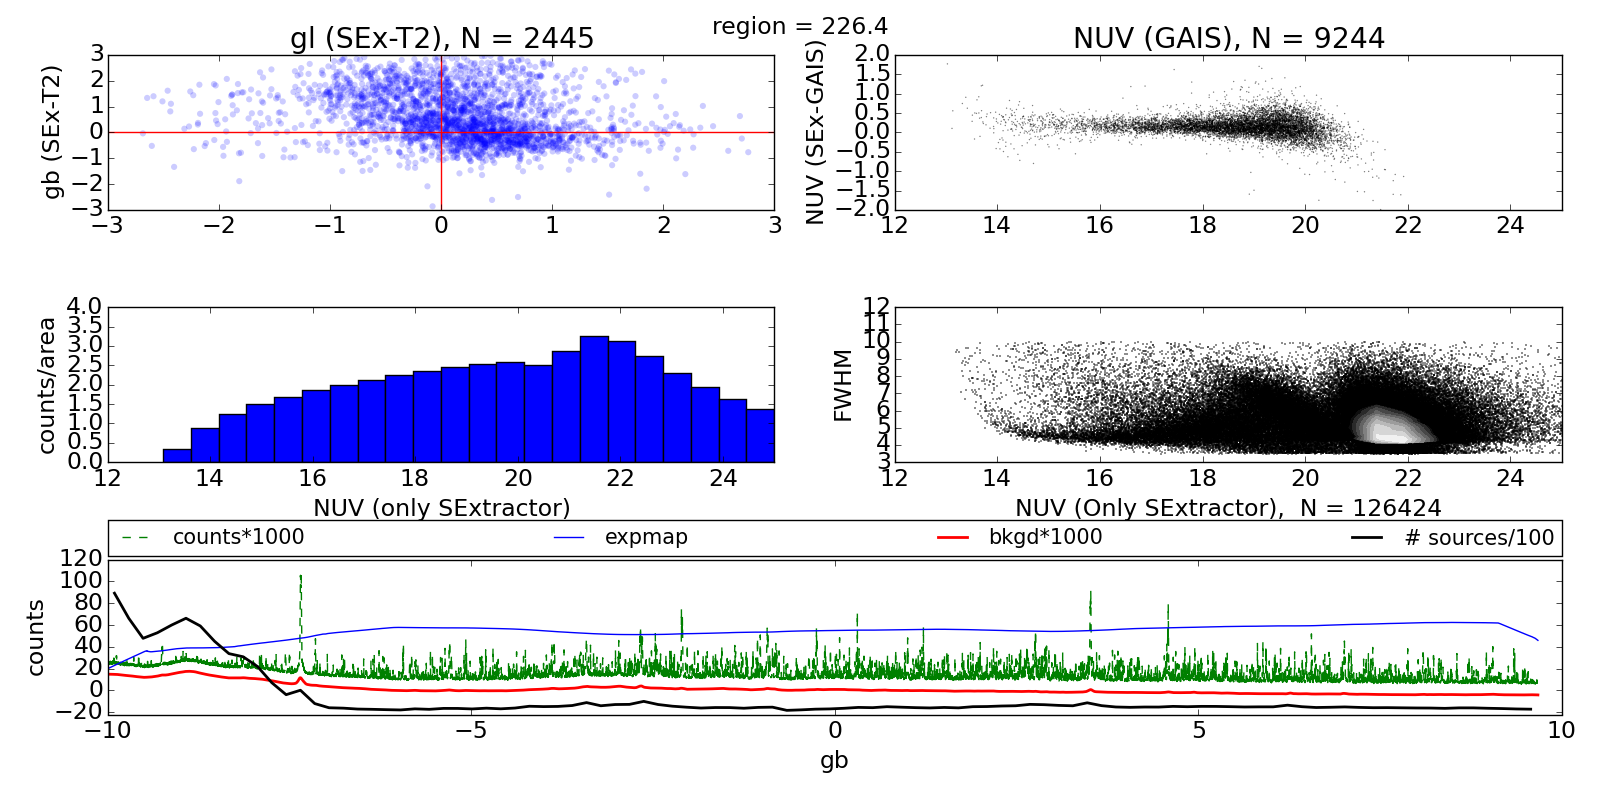 region = 226.4
gl (SEx-T2), N = 2445
gb (SEx-T2)
3
2
1
0
−1
−2
−3
−3 −2 −1 0 1 2 3
NUV (GAIS), N = 9244
NUV (SEx-GAIS)
2.0
1.5
1.0
0.5
0.0
−0.5
−1.0
−1.5
−2.0
12 14 16 18 20 22 24
counts/area
4.0
3.5
3.0
2.5
2.0
1.5
1.0
0.5
0.0
12 14 16 18 20 22 24
NUV (only SExtractor)
FWHM
12
11
10
9
8
7
6
5
4
3
12 14 16 18 20 22 24
NUV (Only SExtractor), N = 126424
counts*1000 expmap bkgd*1000 # sources/100
counts
120
100
80
60
40
20
0
−20
−10 −5 0 5 10
gb